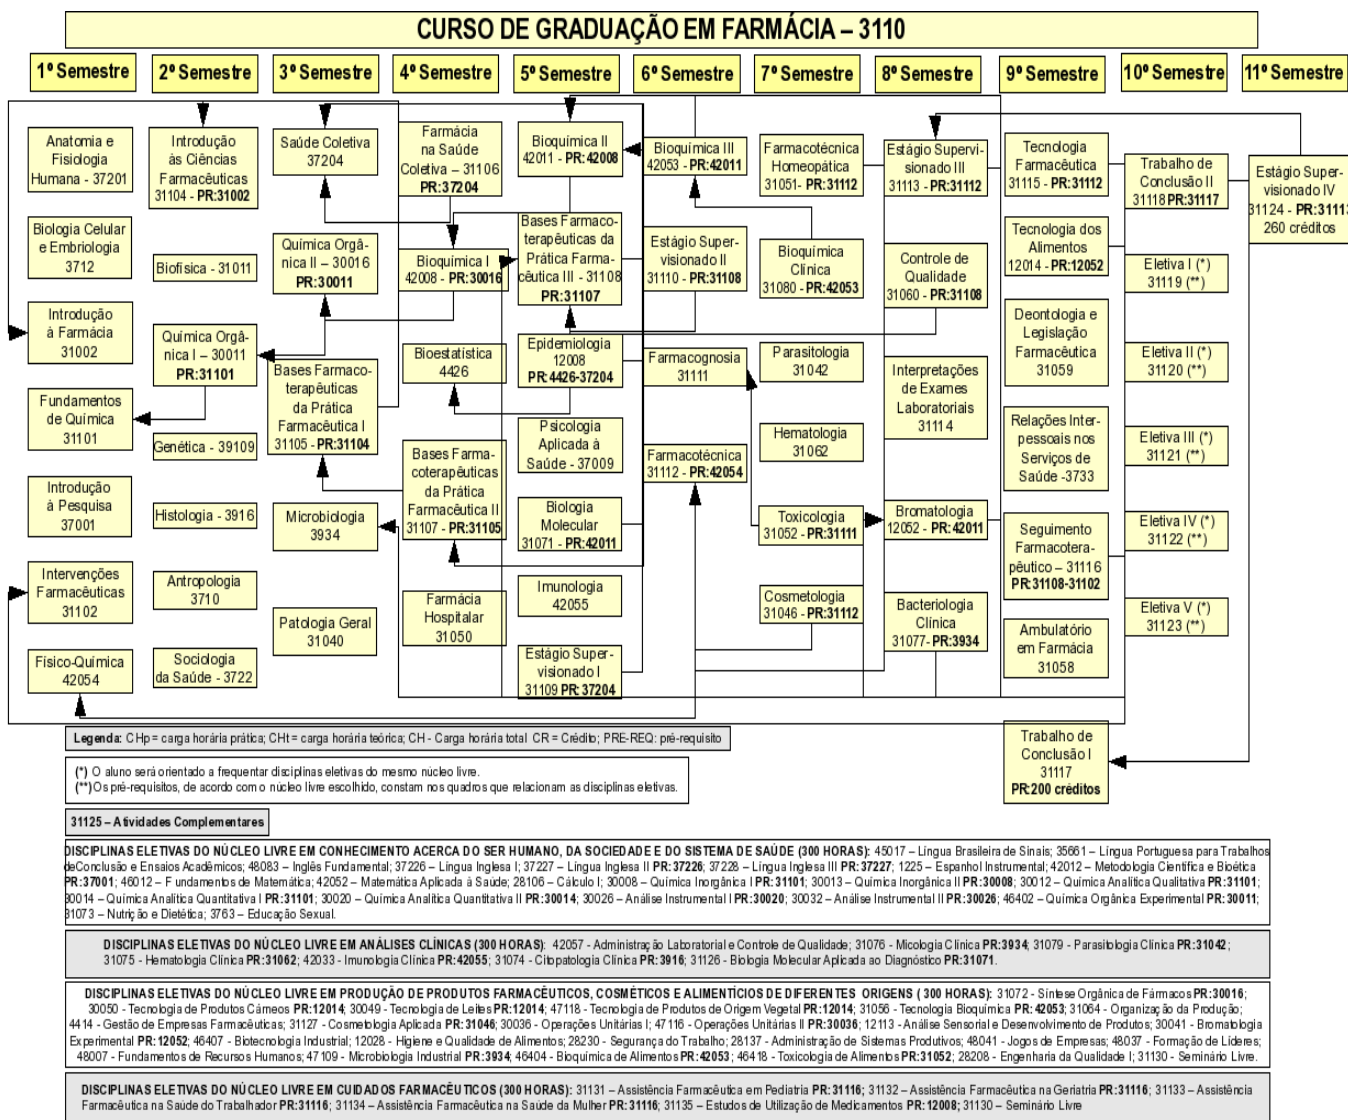 CURSO DE GRADUAÇÃO EM FARMÁCIA – 3110
1º Semestre
2º Semestre
3º Semestre
4º Semestre
5º Semestre
6º Semestre
7º Semestre
8º Semestre
9º Semestre
10º Semestre
11º Semestre
Anatomia e
Fisiologia
Humana - 37201
Biologia Celular
e Embriologia
3712
Introdução
à Farmácia
31002
Fundamentos
de Química
31101
Introdução
à Pesquisa
37001
Intervenções
Farmacêuticas
31102
Físico-Química
42054
Introdução
às Ciências
Farmacêuticas
31104 - PR:31002
Biofísica - 31011
Química Orgâ-
nica I – 30011
PR:31101
Genética - 39109
Histologia - 3916
Antropologia
3710
Sociologia
da Saúde - 3722
Saúde Coletiva
37204
Química Orgâ-
nica II – 30016
PR:30011
Bases Farmaco-
terapêuticas
da Prática
Farmacêutica I
31105 - PR:31104
Microbiologia
3934
Patologia Geral
31040
Farmácia
na Saúde
Coletiva – 31106
PR:37204
Bioquímica I
42008 - PR:30016
Bioestatística
4426
Bases Farma-
coterapêuticas
da Prática
Farmacêutica II
31107 - PR:31105
Farmácia
Hospitalar
31050
Bioquímica II
42011 - PR:42008
Bases Farmaco-
terapêuticas da
Prática Farma-
cêutica III - 31108
PR:31107
Epidemiologia
12008
PR:4426-37204
Psicologia
Aplicada à
Saúde - 37009
Biologia
Molecular
31071 - PR:42011
Imunologia
42055
Estágio Super-
visionado I
31109 PR:37204
Bioquímica III
42053 - PR:42011
Estágio Super-
visionado II
31110 - PR:31108
Farmacognosia
31111
Farmacotécnica
31112 - PR:42054
Farmacotécnica
Homeopática
31051- PR:31112
Bioquímica
Clínica
31080 - PR:42053
Parasitologia
31042
Hematologia
31062
Toxicologia
31052 - PR:31111
Cosmetologia
31046 - PR:31112
Estágio Supervi-
sionado III
31113 - PR:31112
Controle de
Qualidade
31060 - PR:31108
Interpretações
de Exames
Laboratoriais
31114
Bromatologia
12052 - PR:42011
Bacteriologia
Clínica
31077- PR:3934
Tecnologia
Farmacêutica
31115 - PR:31112
Tecnologia dos
Alimentos
12014 - PR:12052
Deontologia e
Legislação
Farmacêutica
31059
Relações Inter-
pessoais nos
Serviços de
Saúde -3733
Seguimento
Farmacotera-
pêutico – 31116
PR:31108-31102
Ambulatório
em Farmácia
31058
Trabalho de
Conclusão I
31117
PR:200 créditos
Trabalho de
Conclusão II
31118 PR:31117
Eletiva I (*)
31119 (**)
Eletiva II (*)
31120 (**)
Eletiva III (*)
31121 (**)
Eletiva IV (*)
31122 (**)
Eletiva V (*)
31123 (**)
Estágio Super-
visionado IV
31124 - PR:31113
260 créditos
Legenda: CHp = carga horária prática; CHt = carga horária teórica; CH - Carga horária total CR = Crédito; PRE-REQ: pré-requisito
(*) O aluno será orientado a frequentar disciplinas eletivas do mesmo núcleo livre.
(**)Os pré-requisitos, de acordo com o núcleo livre escolhido, constam nos quadros que relacionam as disciplinas eletivas.
31125 – Atividades Complementares
DISCIPLINAS ELETIVAS DO NÚCLEO LIVRE EM CONHECIMENTO ACERCA DO SER HUMANO, DA SOCIEDADE E DO SISTEMA DE SAÚDE (300 HORAS): 45017 – Língua Brasileira de Sinais; 35661 – Língua Portuguesa para Trabalhos
deConclusão e Ensaios Acadêmicos; 48083 – Inglês Fundamental; 37226 – Língua Inglesa I; 37227 – Língua Inglesa II PR:37226; 37228 – Língua Inglesa III PR:37227; 1225 – Espanhol Instrumental; 42012 – Metodologia Científica e Bioética
PR:37001; 46012 – Fundamentos de Matemática; 42052 – Matemática Aplicada à Saúde; 28106 – Cálculo I; 30008 – Química Inorgânica I PR:31101; 30013 – Química Inorgânica II PR:30008; 30012 – Química Analítica Qualitativa PR:31101;
30014 – Química Analítica Quantitativa I PR:31101; 30020 – Química Analítica Quantitativa II PR:30014; 30026 – Análise Instrumental I PR:30020; 30032 – Análise Instrumental II PR:30026; 46402 – Química Orgânica Experimental PR:30011;
31073 – Nutrição e Dietética; 3763 – Educação Sexual.
DISCIPLINAS ELETIVAS DO NÚCLEO LIVRE EM ANÁLISES CLÍNICAS (300 HORAS): 42057 - Administração Laboratorial e Controle de Qualidade; 31076 - Micologia Clínica PR:3934; 31079 - Parasitologia Clínica PR:31042;
31075 - Hematologia Clínica PR:31062; 42033 - Imunologia Clínica PR:42055; 31074 - Citopatologia Clínica PR:3916; 31126 - Biologia Molecular Aplicada ao Diagnóstico PR:31071.
DISCIPLINAS ELETIVAS DO NÚCLEO LIVRE EM PRODUÇÃO DE PRODUTOS FARMACÊUTICOS, COSMÉTICOS E ALIMENTÍCIOS DE DIFERENTES ORIGENS ( 300 HORAS): 31072 - Síntese Orgânica de Fármacos PR:30016;
30050 - Tecnologia de Produtos Cárneos PR:12014; 30049 - Tecnologia de Leites PR:12014; 47118 - Tecnologia de Produtos de Origem Vegetal PR:12014; 31056 - Tecnologia Bioquímica PR:42053; 31064 - Organização da Produção;
4414 - Gestão de Empresas Farmacêuticas; 31127 - Cosmetologia Aplicada PR:31046; 30036 - Operações Unitárias I; 47116 - Operações Unitárias II PR:30036; 12113 - Análise Sensorial e Desenvolvimento de Produtos; 30041 - Bromatologia
Experimental PR:12052; 46407 - Biotecnologia Industrial; 12028 - Higiene e Qualidade de Alimentos; 28230 - Segurança do Trabalho; 28137 - Administração de Sistemas Produtivos; 48041 - Jogos de Empresas; 48037 - Formação de Líderes;
48007 - Fundamentos de Recursos Humanos; 47109 - Microbiologia Industrial PR:3934; 46404 - Bioquímica de Alimentos PR:42053; 46418 - Toxicologia de Alimentos PR:31052; 28208 - Engenharia da Qualidade I; 31130 - Seminário Livre.
DISCIPLINAS ELETIVAS DO NÚCLEO LIVRE EM CUIDADOS FARMACÊUTICOS (300 HORAS): 31131 – Assistência Farmacêutica em Pediatria PR:31116; 31132 – Assistência Farmacêutica na Geriatria PR:31116; 31133 – Assistência
Farmacêutica na Saúde do Trabalhador PR:31116; 31134 – Assistência Farmacêutica na Saúde da Mulher PR:31116; 31135 – Estudos de Utilização de Medicamentos PR:12008; 31130 – Seminário Livre